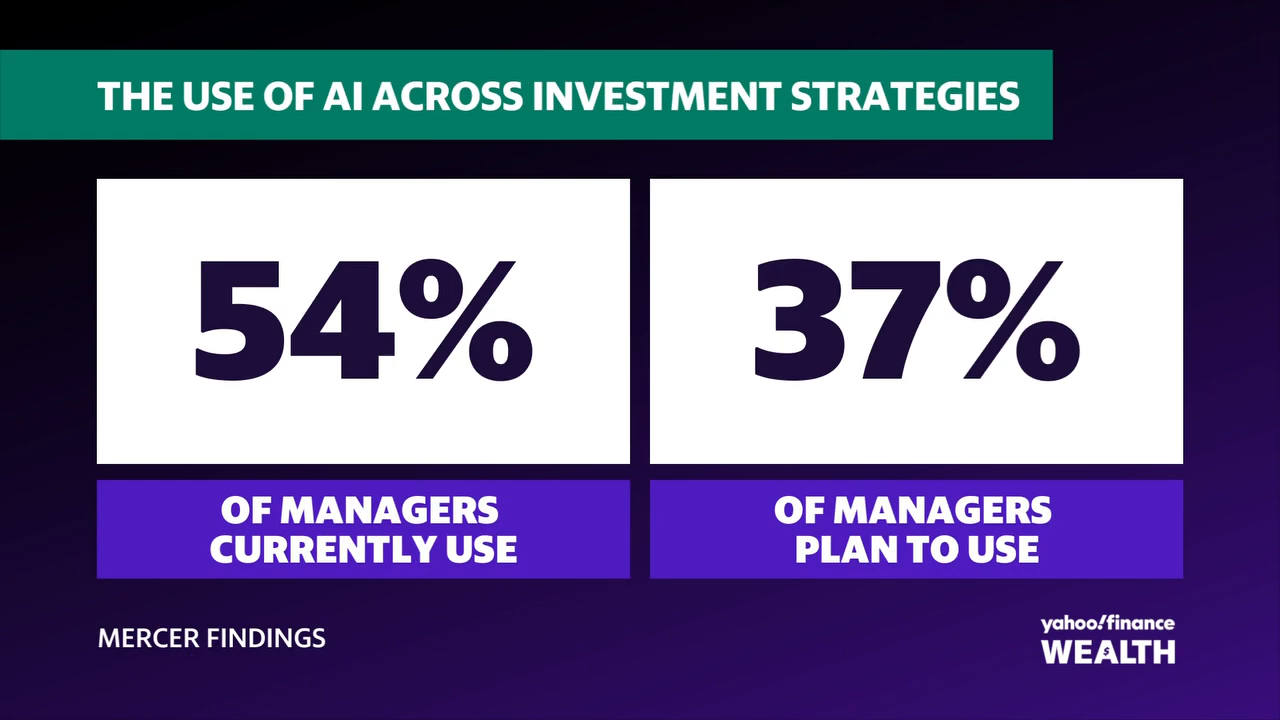 THE USE OF AI ACROSS INVESTMENT STRATEGIES
54%
OF MANAGERS
CURRENTLY USE
37%
OF MANAGERS
PLAN TO USE
MERCER FINDINGS
yahoo!finance
WEALTH